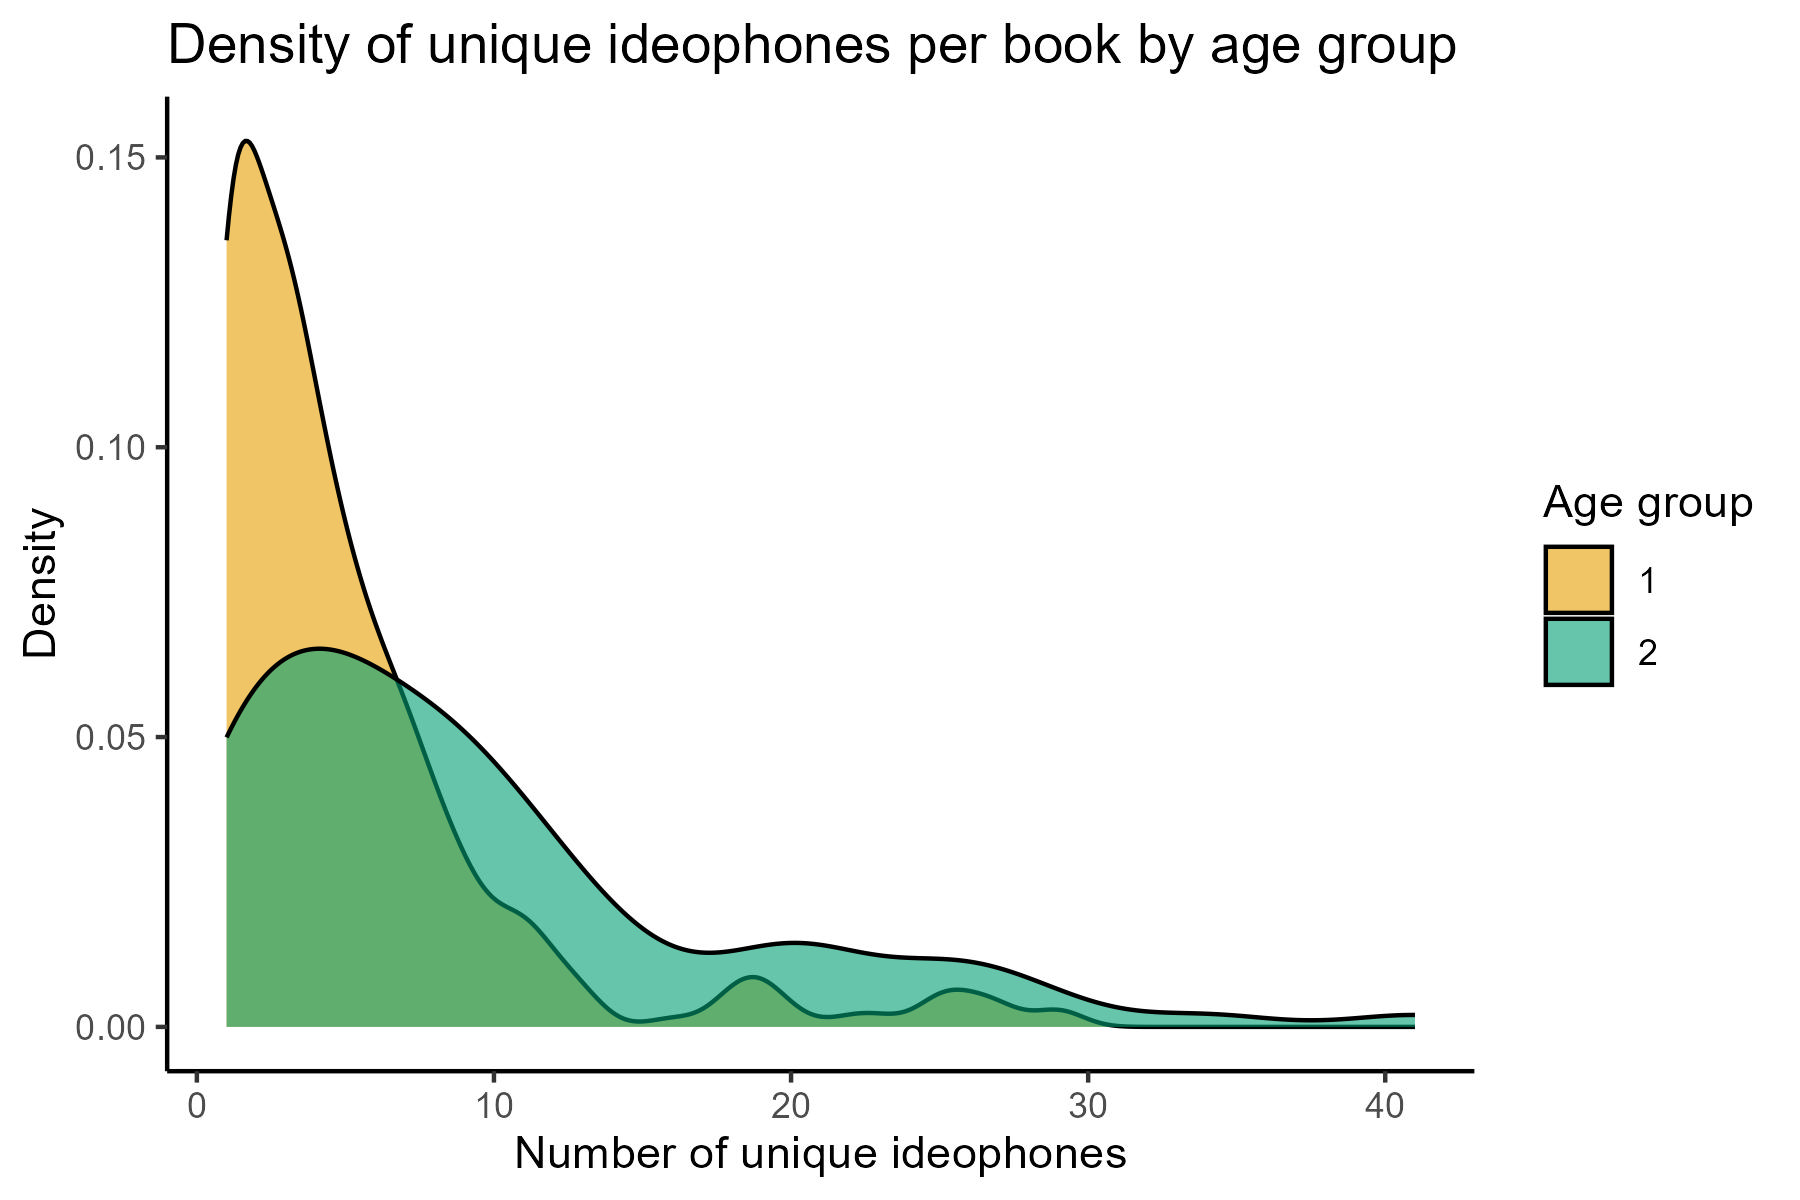 Density of unique ideophones per book by age group
0.15
0.10
0.05
0.00
Density
0 10 20 30 40
Number of unique ideophones
Age group
1
2